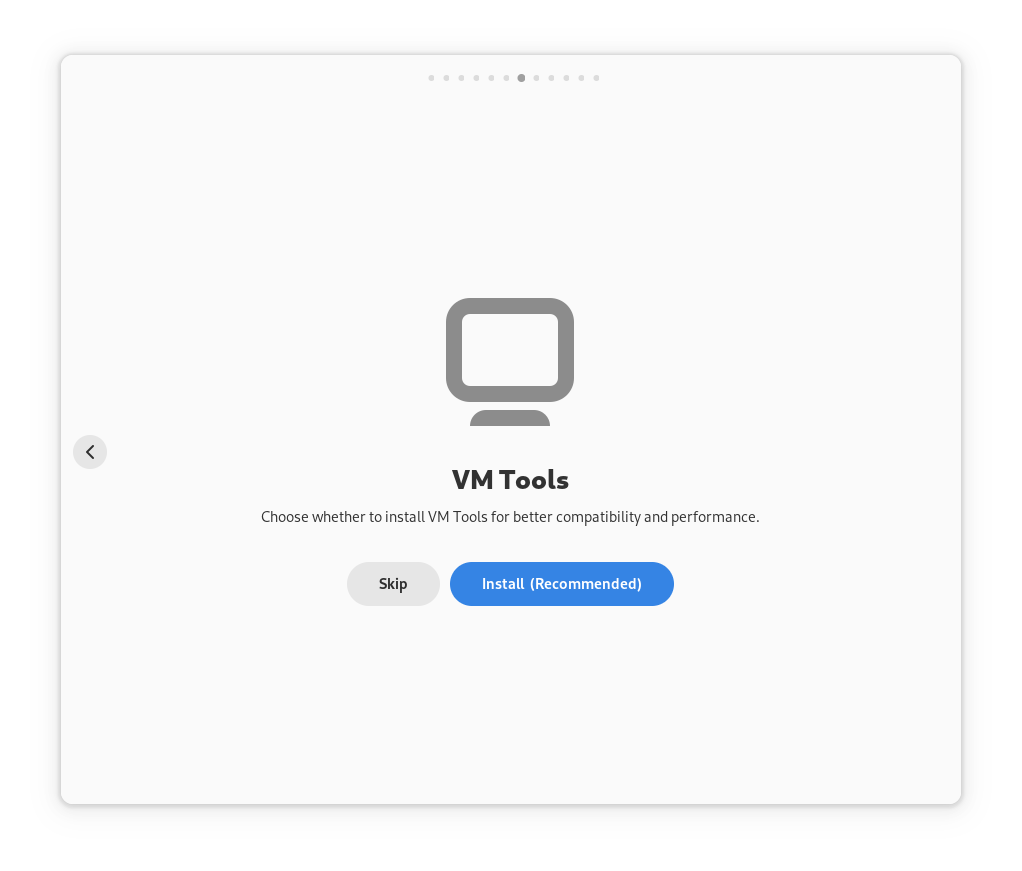 VM Tools
Choose whether to install VM Tools for better compatibility and performance.
Skip
Install (Recommended)